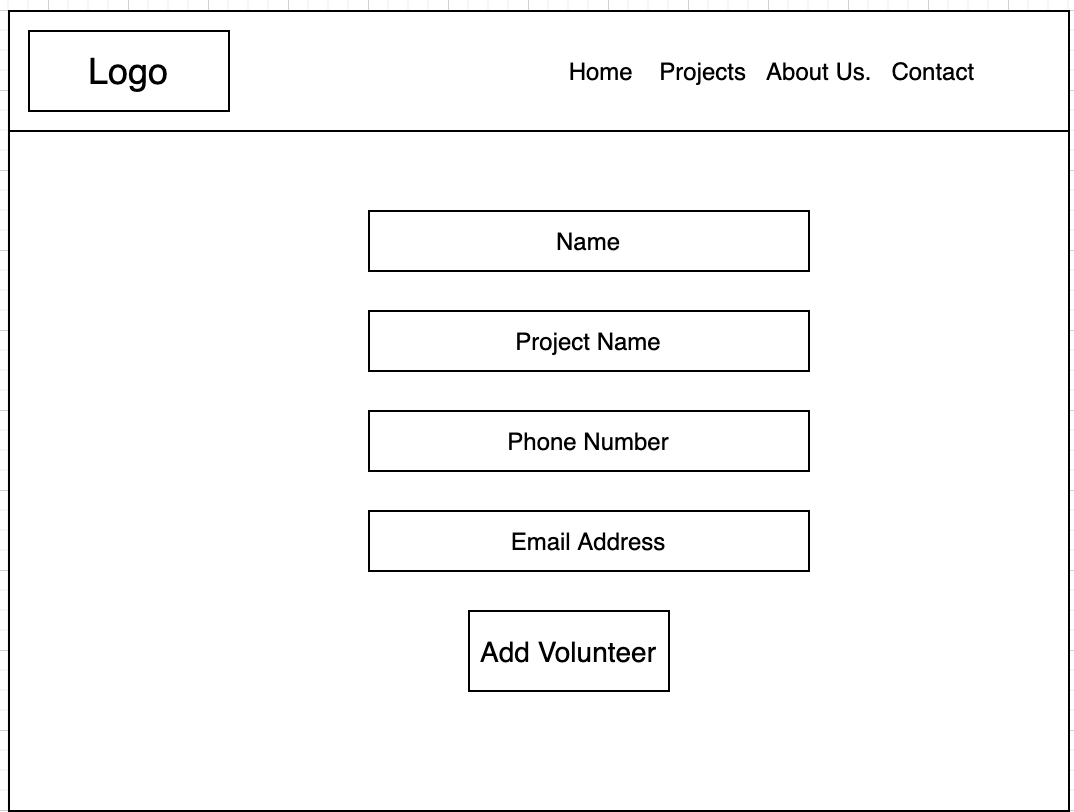 Logo
Home Projects About Us. Contact
Name
Project Name
Phone Number
Email Address
Add Volunteer